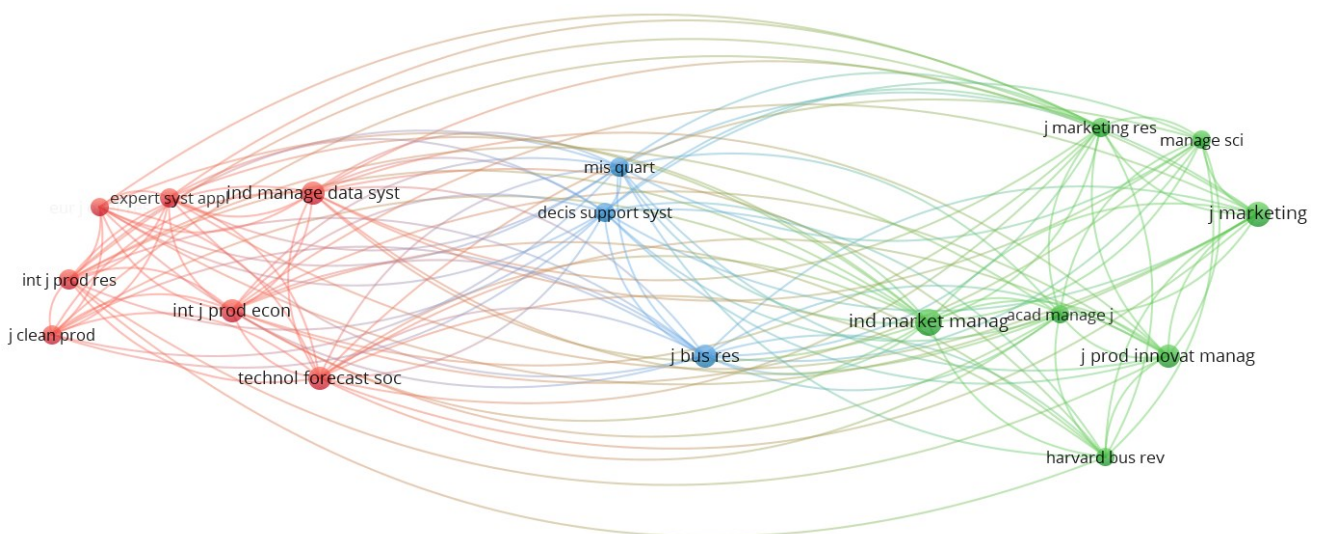 j marketing res
manage sci
mis quart
expert syst appl
ind manage data syst
eur j
decis support syst
j marketing
int j prod res
int j prod econ
j clean prod
ind market manag
acad manage j
j bus res
j prod innovat manag
technol forecast soc
harvard bus rev